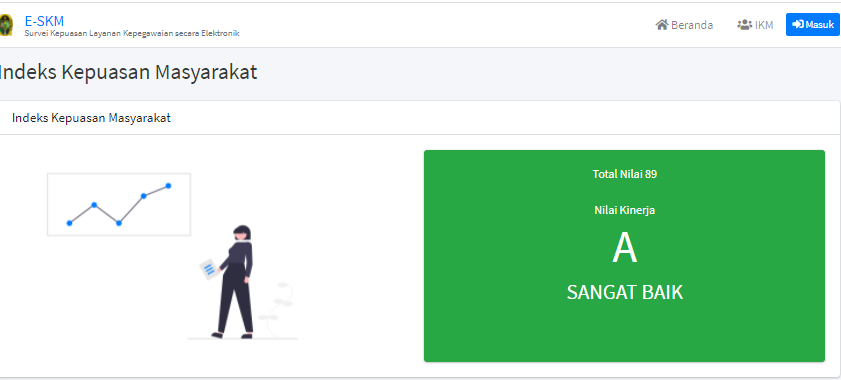 E-SKM
Survei Kepuasan Layanan Kepegawaian secara Elektronik
Beranda
IKM
Masuk
Indeks Kepuasan Masyarakat
Indeks Kepuasan Masyarakat
Total Nilai 89
Nilai Kinerja
A
SANGAT BAIK